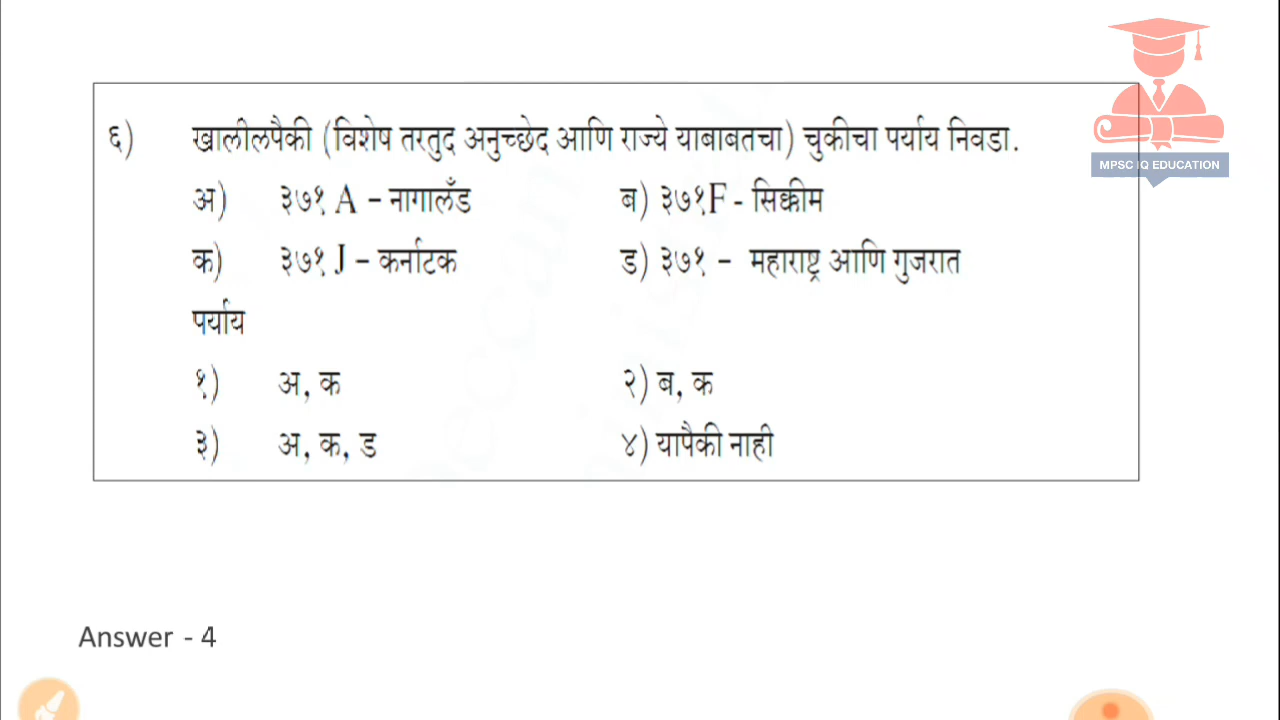 MPSC IQ EDUCATION
६) खालीलपैकी (विशेष तरतुद अनुच्छेद आणि राज्ये याबाबतचा) चुकीचा पर्याय निवडा.
अ) ३७१ A – नागालँड ब) ३७१F - सिक्कीम
क) ३७१ J – कर्नाटक ड) ३७१ – महाराष्ट्र आणि गुजरात
पर्याय
१) अ, क २) ब, क
३) अ, क, ड ४) यापैकी नाही
Answer - 4